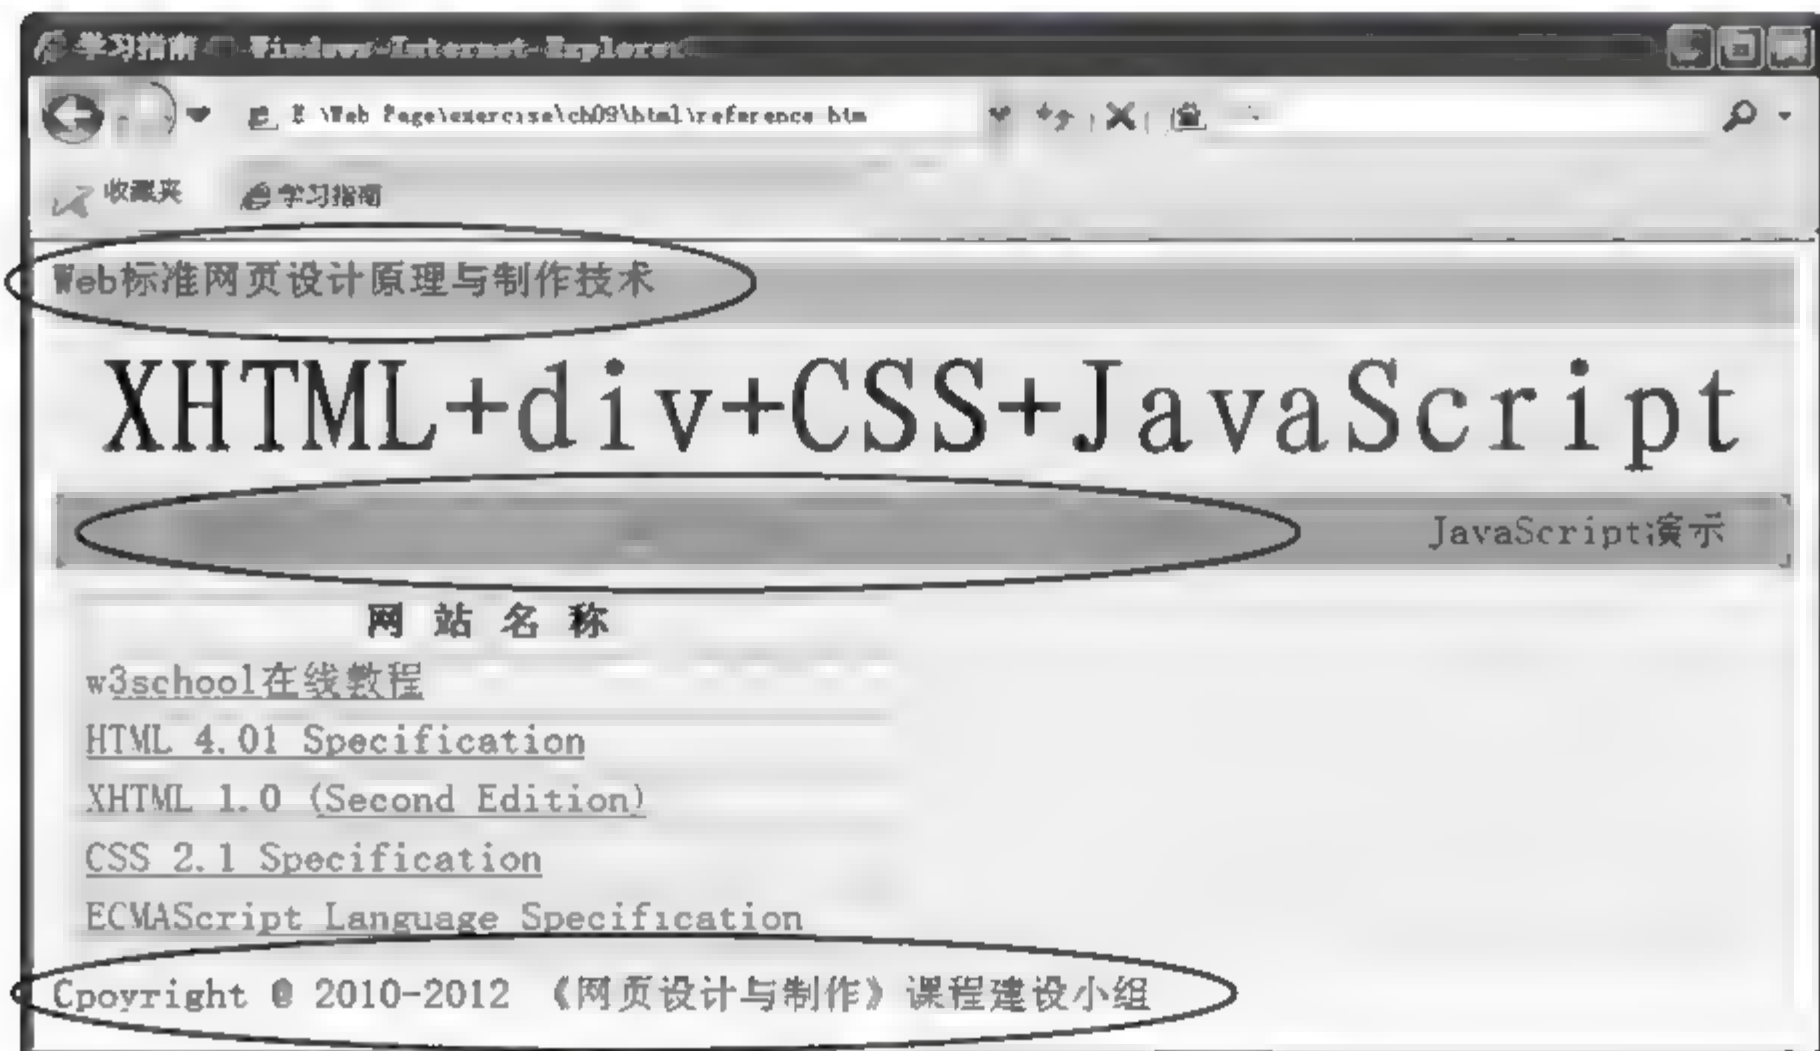 学习指南 - Windows Internet Explorer
E:\Web Page\exercise\ch09\html\reference.htm
收藏夹 学习指南
Web标准网页设计原理与制作技术
XHTML+div+CSS+JavaScript
JavaScript演示
网 站 名 称
w3school在线教程
HTML 4.01 Specification
XHTML 1.0 (Second Edition)
CSS 2.1 Specification
ECMAScript Language Specification
Cpoyright @ 2010-2012 《网页设计与制作》课程建设小组